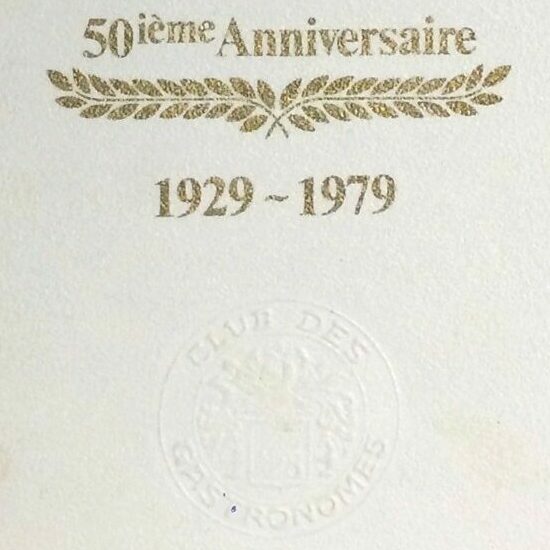 50ième Anniversaire
1929 ~ 1979
CLUB DES
GASTRONOMES